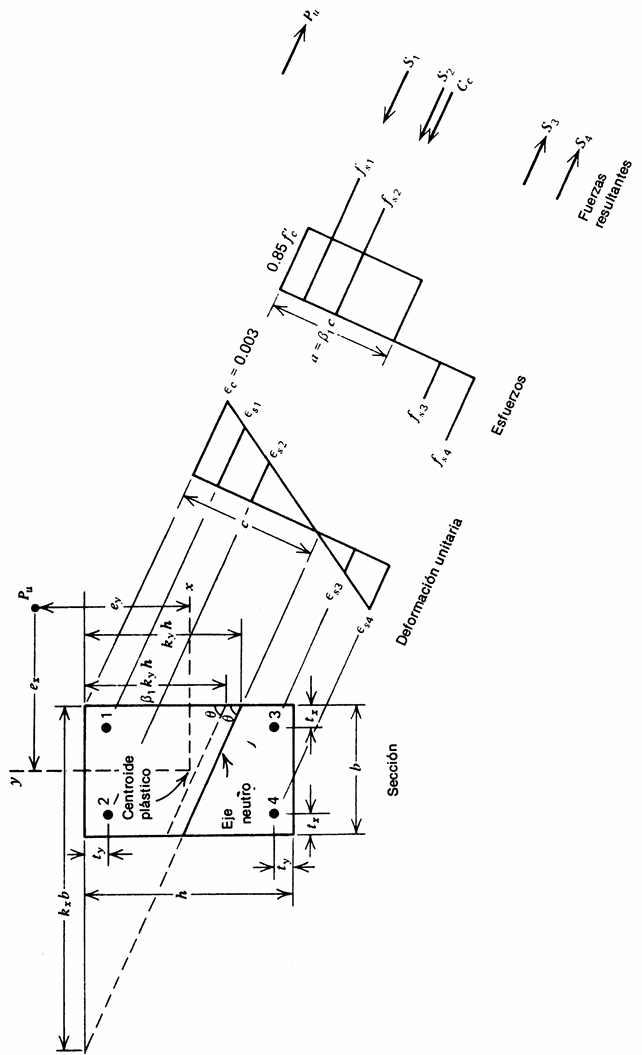 k_x b
h
t_y
t_y
y
e_x
P_u
x
e_y
k_y h
β_1 k_y h
2
1
Centroide
plástico
θ
θ
Eje
neutro
4
3
t_x
t_x
b
Sección
c
ϵ_c = 0.003
ϵ_s1
ϵ_s2
ϵ_s3
ϵ_s4
Deformación unitaria
0.85 f'_c
a = β_1 c
f_s1
f_s2
f_s3
f_s4
Esfuerzos
P_u
S_1
S_2
C_c
S_3
S_4
Fuerzas
resultantes